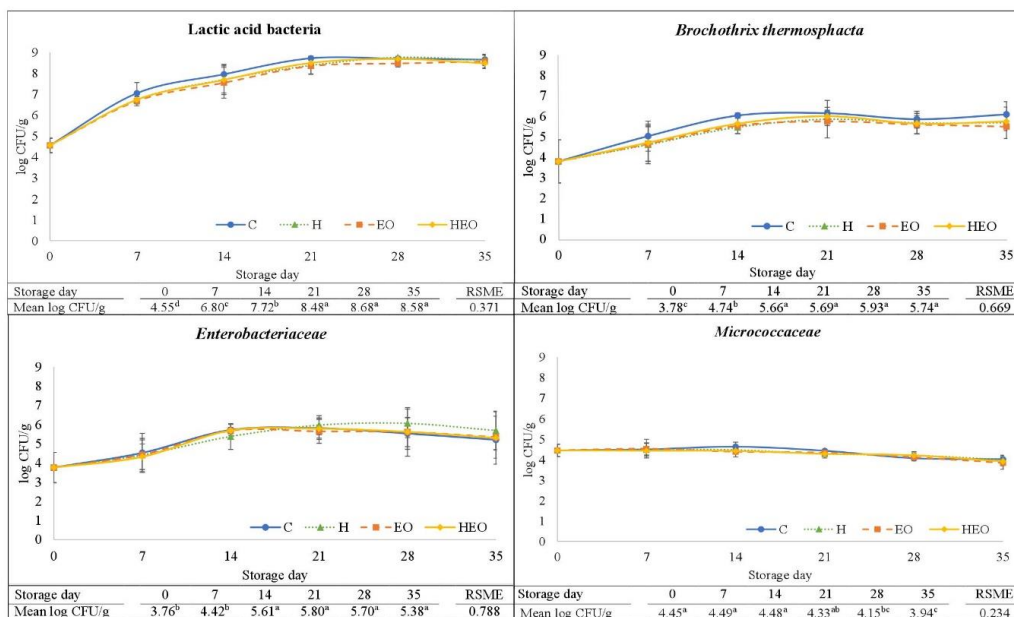 Lactic acid bacteria
9
8
7
6
5
4
3
2
1
0
log CFU/g
C H EO HEO
0 7 14 21 28 35
Storage day
Storage day 0 7 14 21 28 35 RSME
Mean log CFU/g 4.55ᵈ 6.80ᶜ 7.72ᵇ 8.48ᵃ 8.68ᵃ 8.58ᵃ 0.371
Brochothrix thermosphacta
9
8
7
6
5
4
3
2
1
0
log CFU/g
C H EO HEO
0 7 14 21 28 35
Storage day
Storage day 0 7 14 21 28 35 RSME
Mean log CFU/g 3.78ᶜ 4.74ᵇ 5.66ᵃ 5.69ᵃ 5.93ᵃ 5.74ᵃ 0.669
Enterobacteriaceae
9
8
7
6
5
4
3
2
1
0
log CFU/g
C H EO HEO
0 7 14 21 28 35
Storage day
Storage day 0 7 14 21 28 35 RSME
Mean log CFU/g 3.76ᵇ 4.42ᵇ 5.61ᵃ 5.80ᵃ 5.70ᵃ 5.38ᵃ 0.788
Micrococcaceae
9
8
7
6
5
4
3
2
1
0
log CFU/g
C H EO HEO
0 7 14 21 28 35
Storage day
Storage day 0 7 14 21 28 35 RSME
Mean log CFU/g 4.45ᵃ 4.49ᵃ 4.48ᵃ 4.33ᵃᵇ 4.15ᵇᶜ 3.94ᶜ 0.234